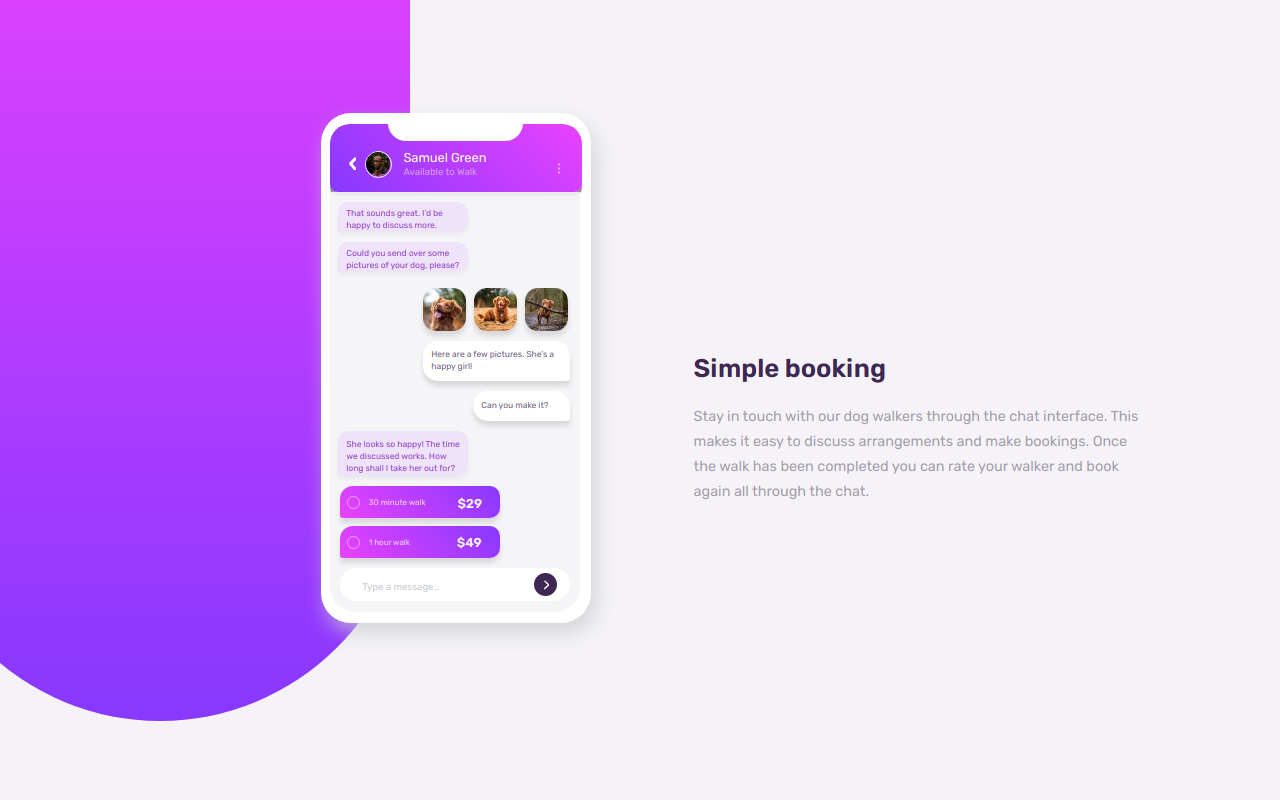 Samuel Green
Available to Walk
That sounds great. I'd be
happy to discuss more.
Could you send over some
pictures of your dog, please?
Here are a few pictures. She's a
happy girl!
Can you make it?
She looks so happy! The time
we discussed works. How
long shall I take her out for?
30 minute walk $29
1 hour walk $49
Type a message...
Simple booking
Stay in touch with our dog walkers through the chat interface. This
makes it easy to discuss arrangements and make bookings. Once
the walk has been completed you can rate your walker and book
again all through the chat.